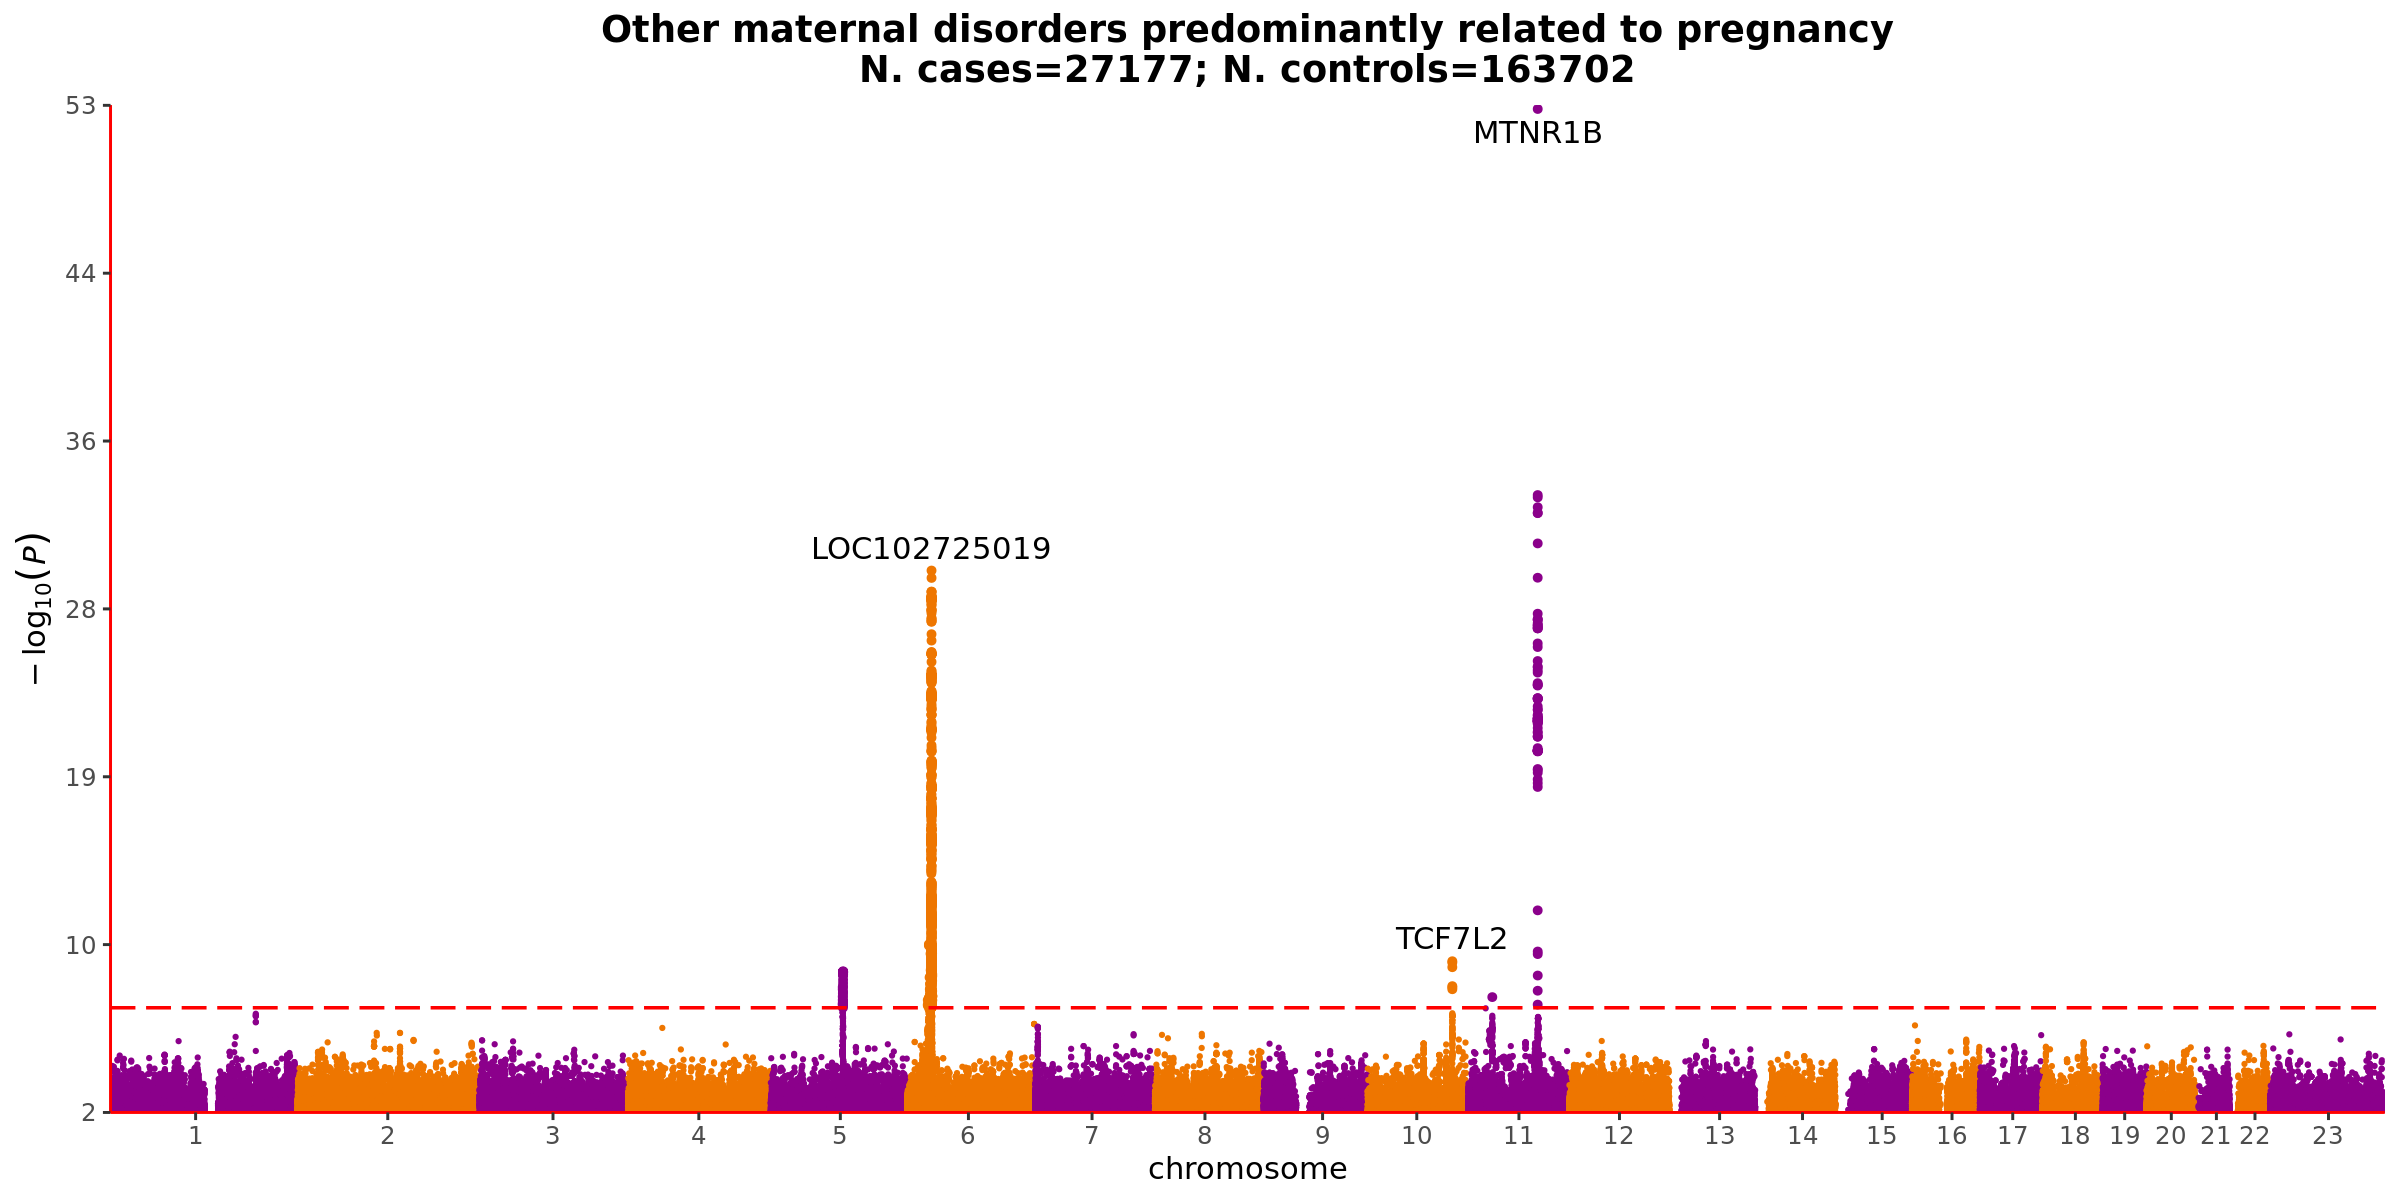 Other maternal disorders predominantly related to pregnancy
N. cases=27177; N. controls=163702
53
MTNR1B
44
36
LOC102725019
28
19
TCF7L2
10
2
−log10(P)
1 2 3 4 5 6 7 8 9 10 11 12 13 14 15 16 17 18 19 20 21 22 23
chromosome